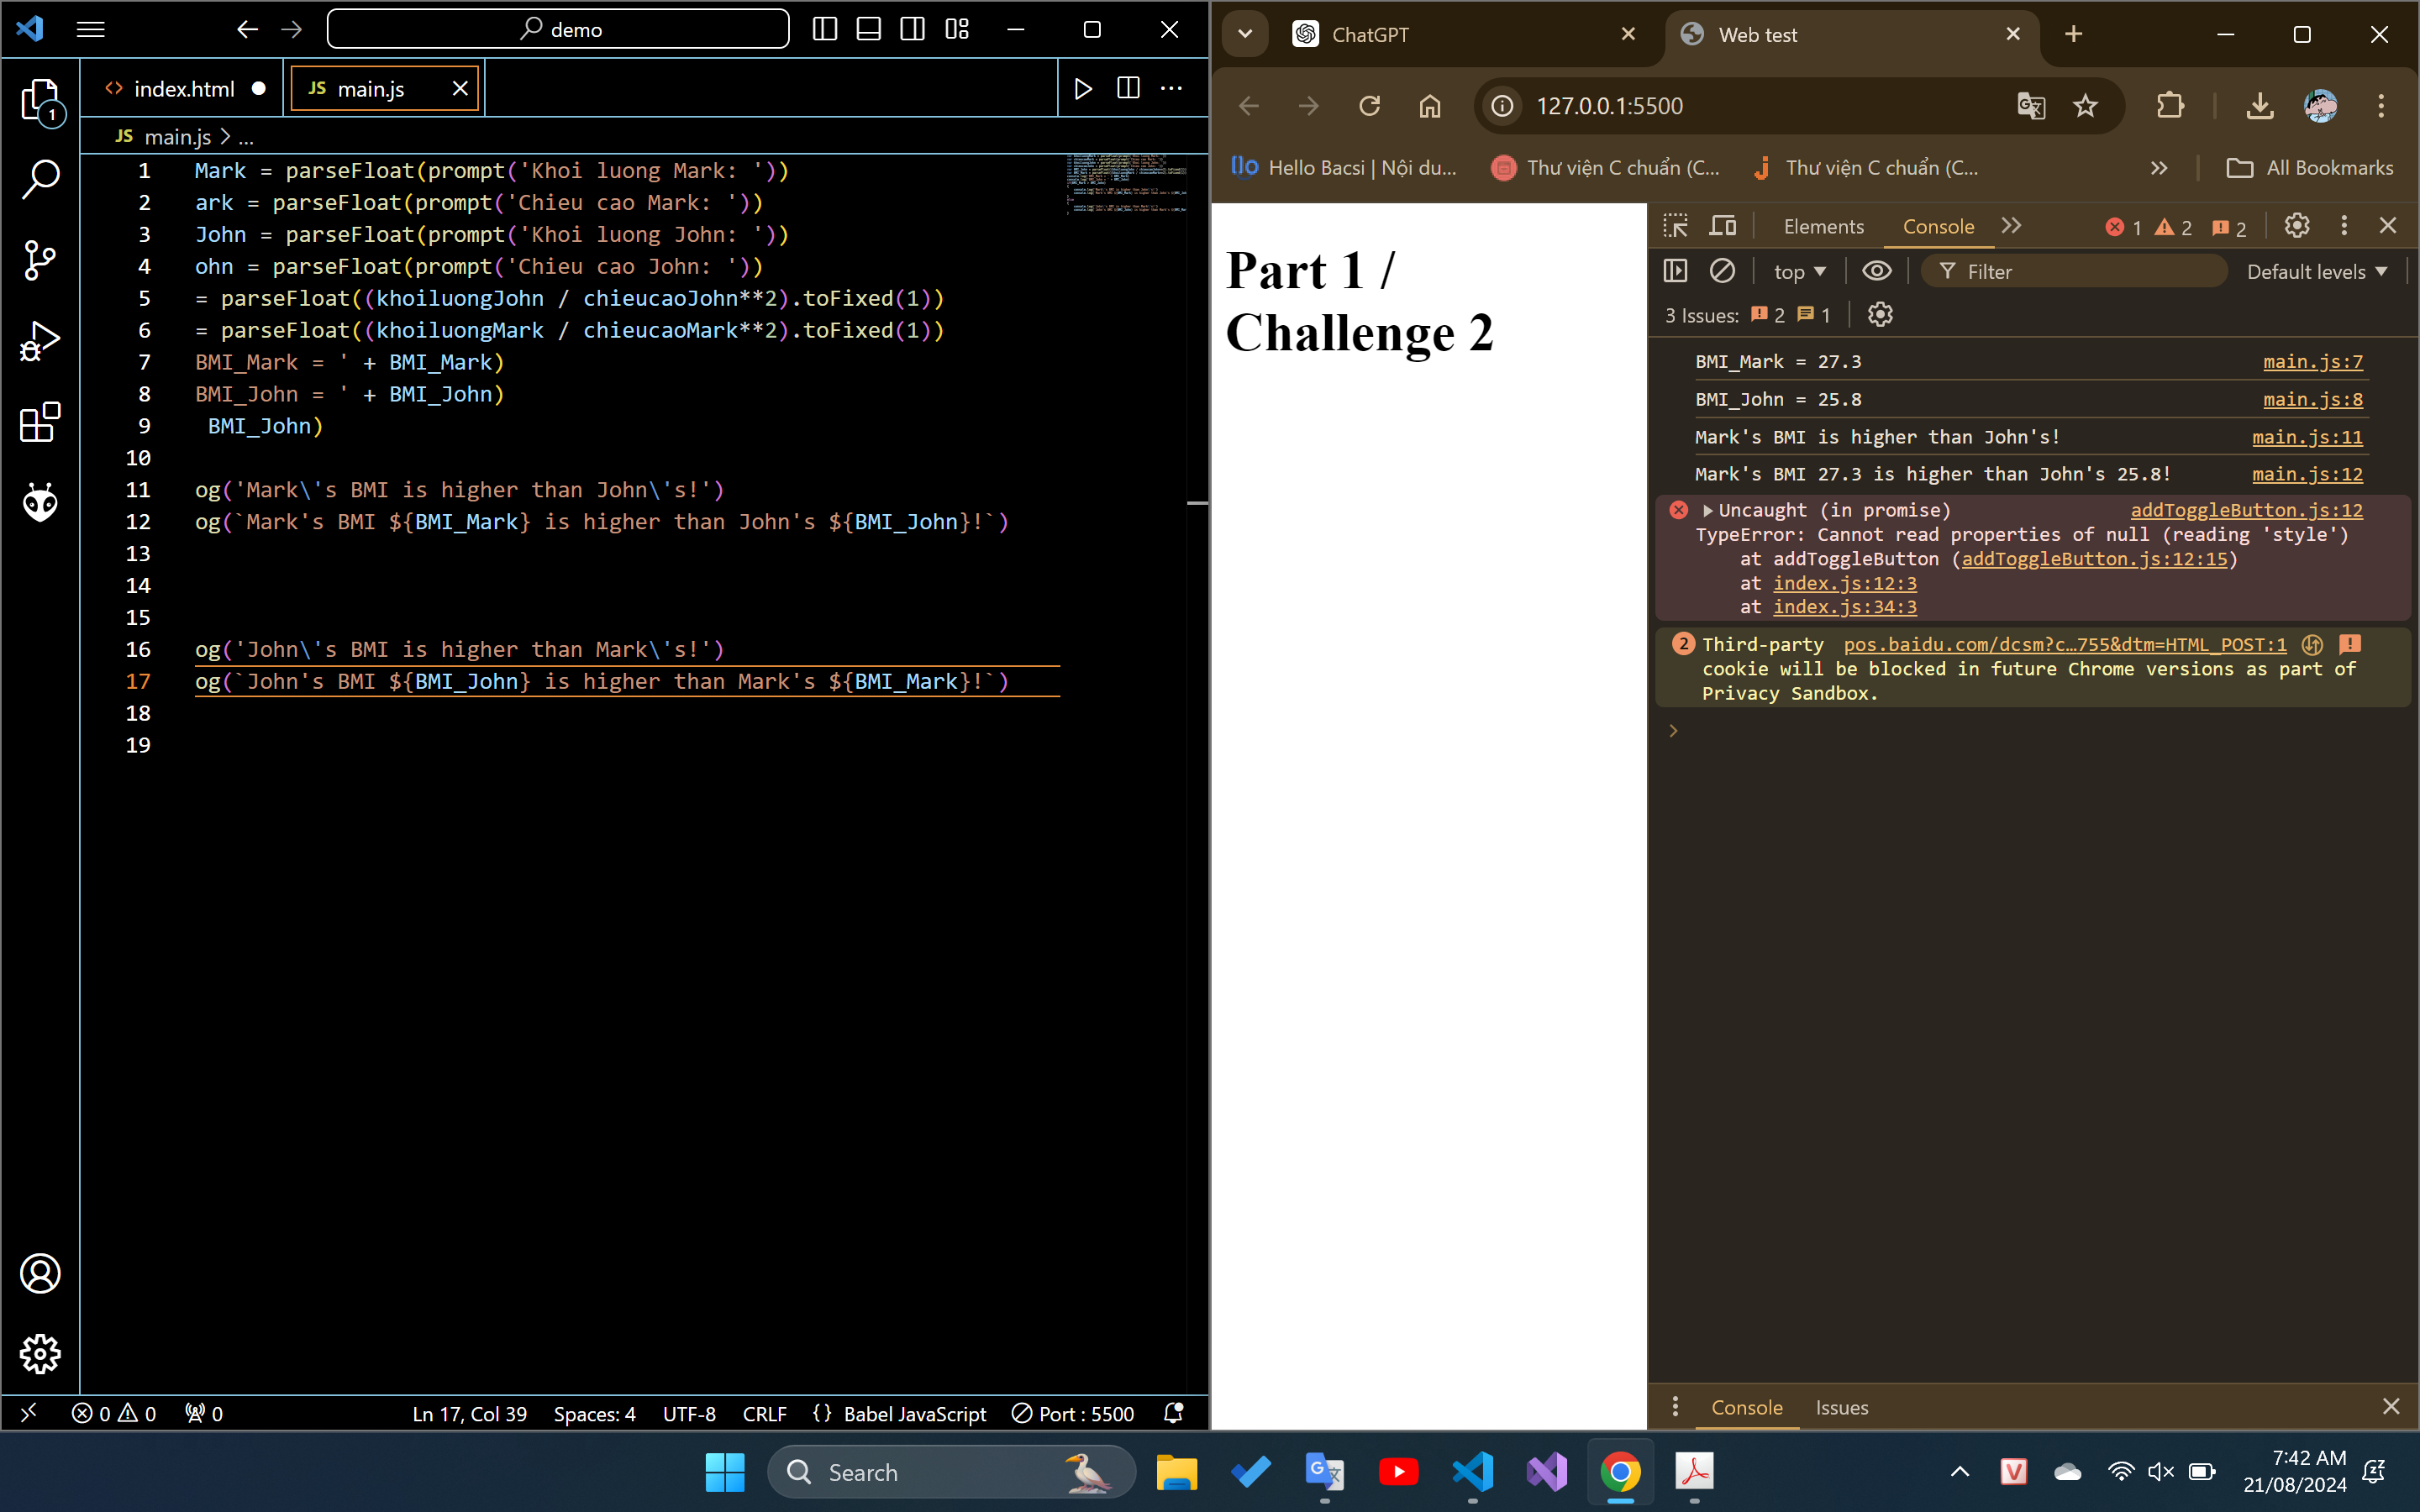 demo
index.html
JS main.js
1
JS main.js > ...
1 Mark = parseFloat(prompt('Khoi luong Mark: '))
2 ark = parseFloat(prompt('Chieu cao Mark: '))
3 John = parseFloat(prompt('Khoi luong John: '))
4 ohn = parseFloat(prompt('Chieu cao John: '))
5 = parseFloat((khoiluongJohn / chieucaoJohn**2).toFixed(1))
6 = parseFloat((khoiluongMark / chieucaoMark**2).toFixed(1))
7 BMI_Mark = ' + BMI_Mark)
8 BMI_John = ' + BMI_John)
9 BMI_John)
10
11 og('Mark\'s BMI is higher than John\'s!')
12 og(`Mark's BMI ${BMI_Mark} is higher than John's ${BMI_John}!`)
13
14
15
16 og('John\'s BMI is higher than Mark\'s!')
17 og(`John's BMI ${BMI_John} is higher than Mark's ${BMI_Mark}!`)
18
19
0 0 0 Ln 17, Col 39 Spaces: 4 UTF-8 CRLF {} Babel JavaScript Port : 5500
ChatGPT
Web test
127.0.0.1:5500
Hello Bacsi | Nội du...
Thư viện C chuẩn (C...
Thư viện C chuẩn (C...
All Bookmarks
Part 1 /
Challenge 2
Elements Console 1 2 2
top Filter Default levels
3 Issues: 2 1
BMI_Mark = 27.3 main.js:7
BMI_John = 25.8 main.js:8
Mark's BMI is higher than John's! main.js:11
Mark's BMI 27.3 is higher than John's 25.8! main.js:12
Uncaught (in promise) addToggleButton.js:12
TypeError: Cannot read properties of null (reading 'style')
at addToggleButton (addToggleButton.js:12:15)
at index.js:12:3
at index.js:34:3
2 Third-party pos.baidu.com/dcsm?c…755&dtm=HTML_POST:1
cookie will be blocked in future Chrome versions as part of
Privacy Sandbox.
Console Issues
Search
7:42 AM
21/08/2024